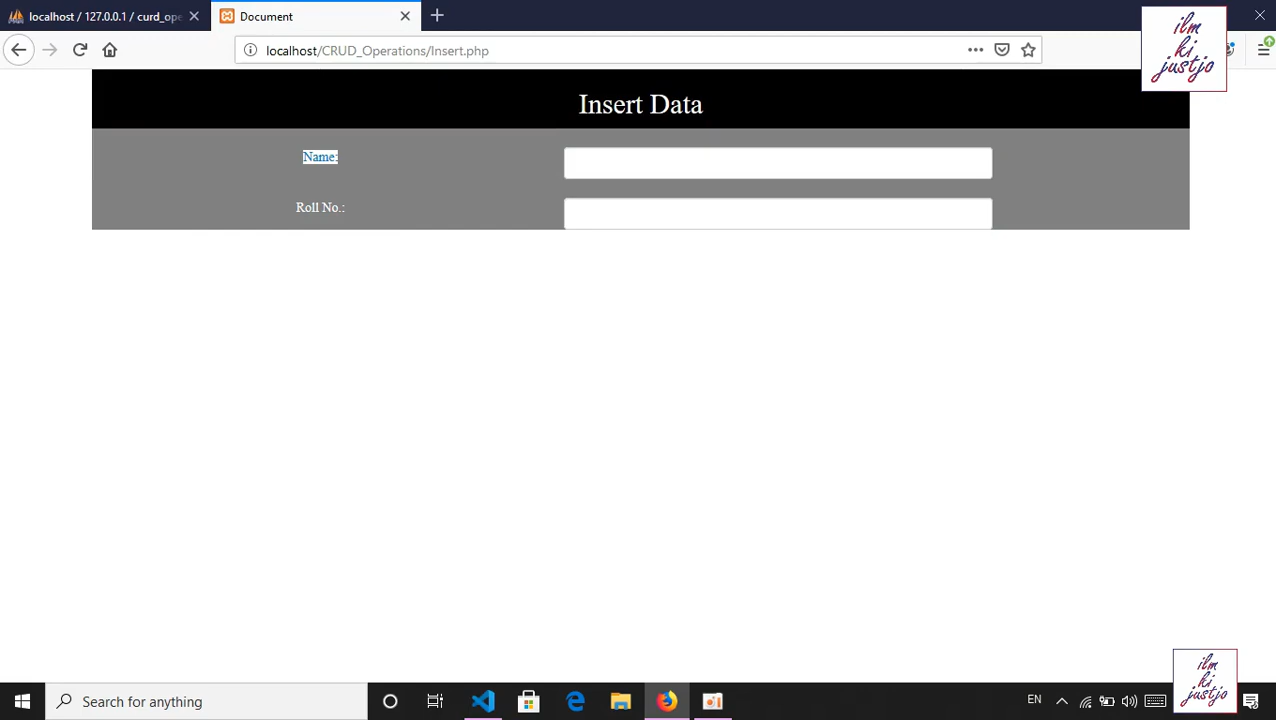 localhost / 127.0.0.1 / curd_ope
Document
localhost/CRUD_Operations/Insert.php
ilm
ki
justjo
Insert Data
Name:
Roll No.:
Search for anything
EN
ilm
ki
justjo